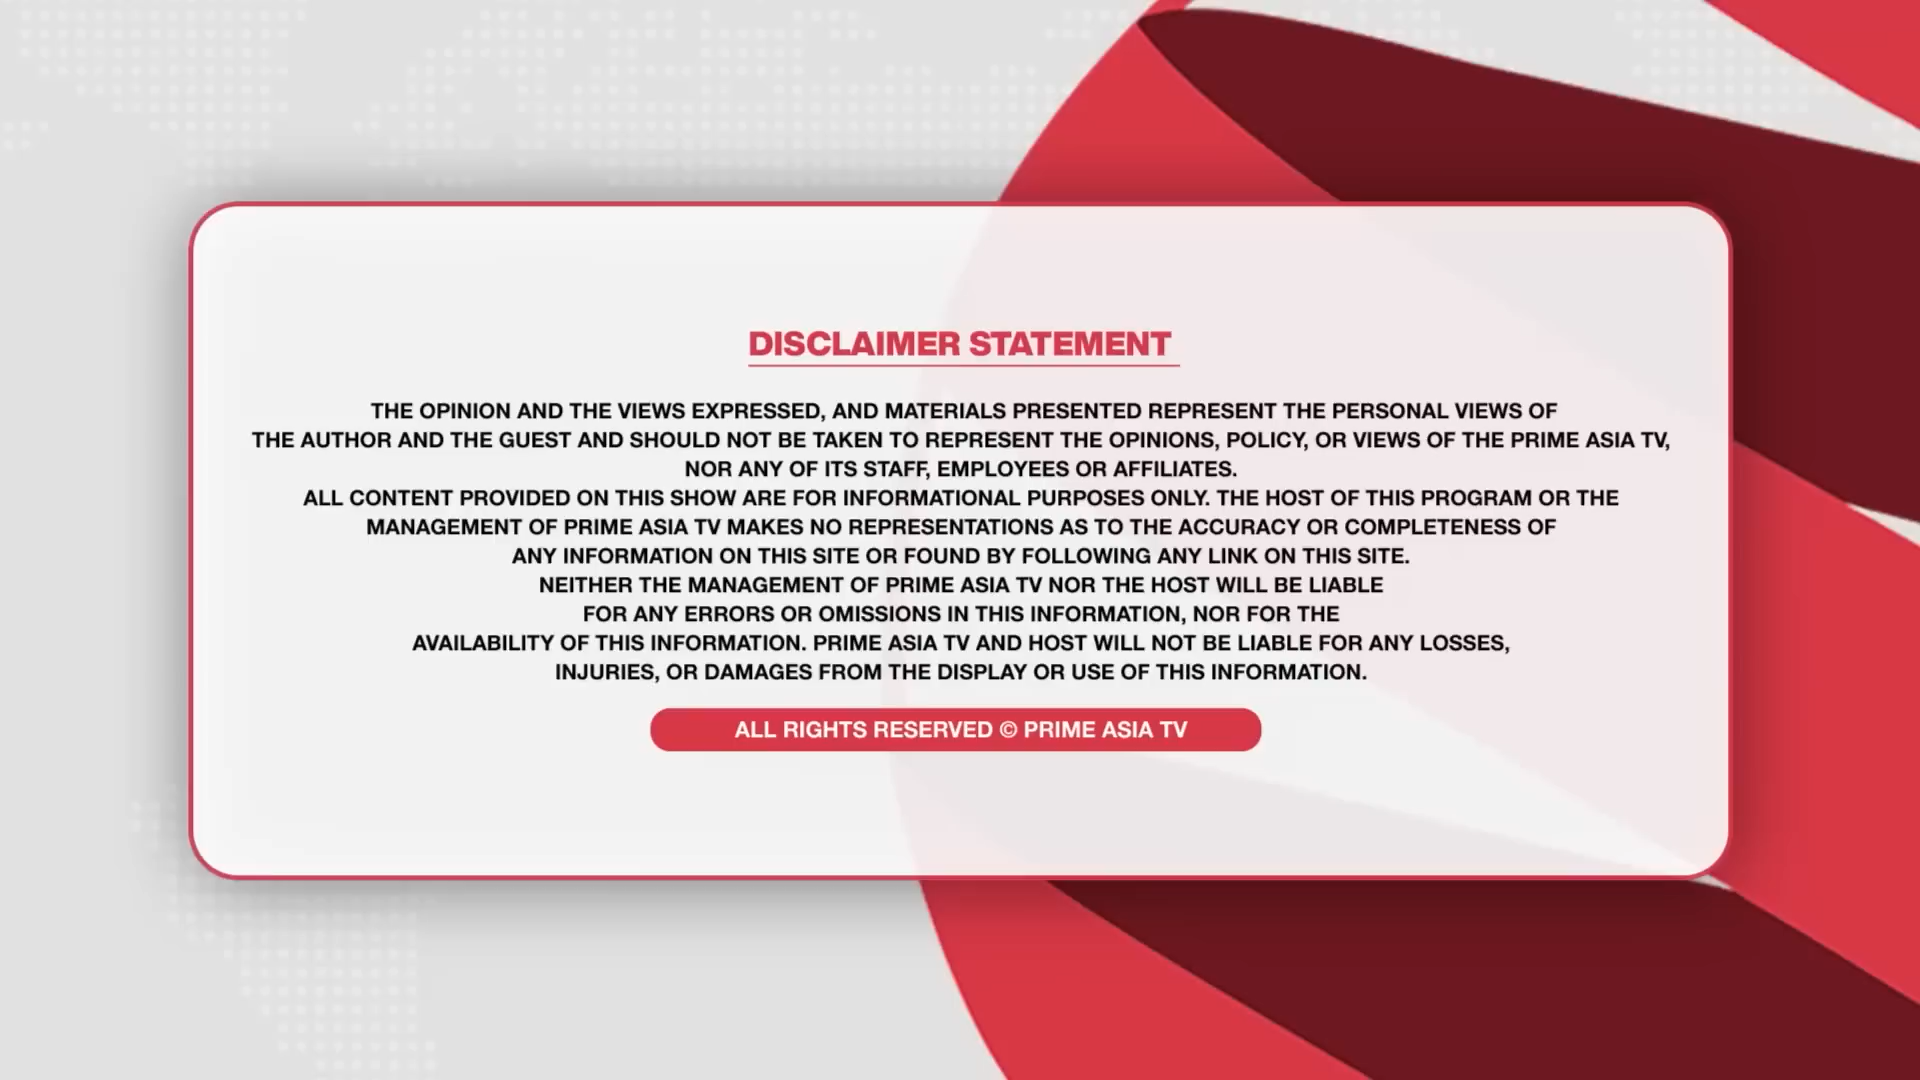 DISCLAIMER STATEMENT
THE OPINION AND THE VIEWS EXPRESSED, AND MATERIALS PRESENTED REPRESENT THE PERSONAL VIEWS OF
THE AUTHOR AND THE GUEST AND SHOULD NOT BE TAKEN TO REPRESENT THE OPINIONS, POLICY, OR VIEWS OF THE PRIME ASIA TV,
NOR ANY OF ITS STAFF, EMPLOYEES OR AFFILIATES.
ALL CONTENT PROVIDED ON THIS SHOW ARE FOR INFORMATIONAL PURPOSES ONLY. THE HOST OF THIS PROGRAM OR THE
MANAGEMENT OF PRIME ASIA TV MAKES NO REPRESENTATIONS AS TO THE ACCURACY OR COMPLETENESS OF
ANY INFORMATION ON THIS SITE OR FOUND BY FOLLOWING ANY LINK ON THIS SITE.
NEITHER THE MANAGEMENT OF PRIME ASIA TV NOR THE HOST WILL BE LIABLE
FOR ANY ERRORS OR OMISSIONS IN THIS INFORMATION, NOR FOR THE
AVAILABILITY OF THIS INFORMATION. PRIME ASIA TV AND HOST WILL NOT BE LIABLE FOR ANY LOSSES,
INJURIES, OR DAMAGES FROM THE DISPLAY OR USE OF THIS INFORMATION.
ALL RIGHTS RESERVED © PRIME ASIA TV